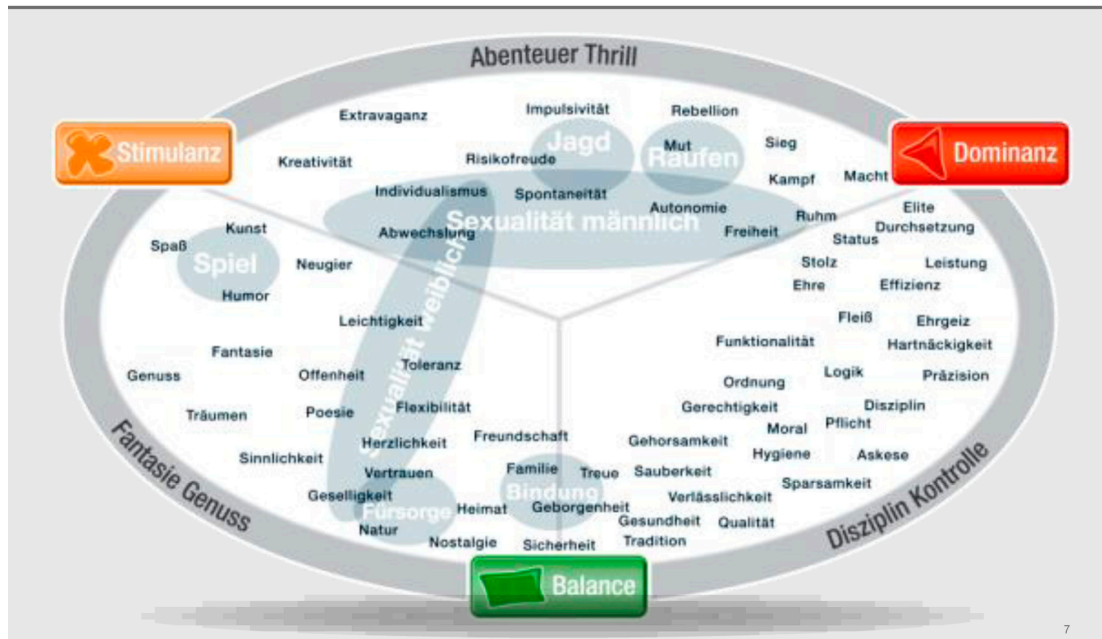 Abenteuer Thrill
Extravaganz
Impulsivität
Rebellion
Jagd
Mut
Sieg
Stimulanz
Kreativität
Risikofreude
Raufen
Dominanz
Kampf
Macht
Individualismus
Spontaneität
Autonomie
Elite
Sexualität männlich
Ruhm
Durchsetzung
Kunst
Abwechslung
Freiheit
Status
Spaß
Spiel
Neugier
Stolz
Leistung
Humor
Ehre
Effizienz
Sexualität weiblich
Leichtigkeit
Fleiß
Ehrgeiz
Fantasie
Funktionalität
Hartnäckigkeit
Genuss
Offenheit
Toleranz
Ordnung
Logik
Präzision
Träumen
Poesie
Flexibilität
Gerechtigkeit
Disziplin
Moral
Pflicht
Herzlichkeit
Freundschaft
Gehorsamkeit
Hygiene
Askese
Sinnlichkeit
Vertrauen
Familie
Treue
Sauberkeit
Sparsamkeit
Geselligkeit
Bindung
Verlässlichkeit
Fürsorge
Heimat
Geborgenheit
Gesundheit
Qualität
Natur
Nostalgie
Sicherheit
Tradition
Fantasie Genuss
Disziplin Kontrolle
Balance
7